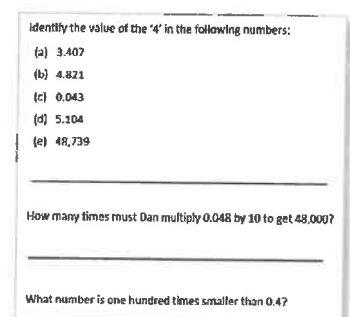 Identify the value of the '4' in the following numbers:
(a) 3.407
(b) 4.821
(c) 0.043
(d) 5.104
(e) 48,739
How many times must Dan multiply 0.048 by 10 to get 48,000?
What number is one hundred times smaller than 0.4?